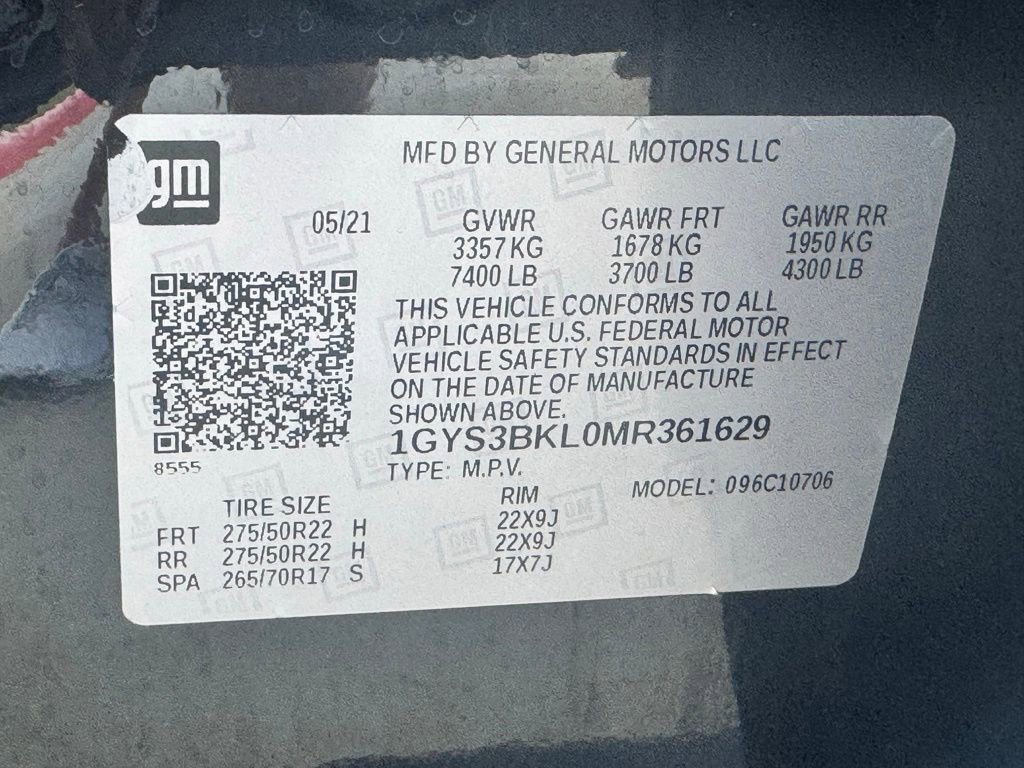 gm
MFD BY GENERAL MOTORS LLC
05/21 GVWR GAWR FRT GAWR RR
3357 KG 1678 KG 1950 KG
7400 LB 3700 LB 4300 LB
THIS VEHICLE CONFORMS TO ALL
APPLICABLE U.S. FEDERAL MOTOR
VEHICLE SAFETY STANDARDS IN EFFECT
ON THE DATE OF MANUFACTURE
SHOWN ABOVE.
1GYS3BKL0MR361629
8555
TYPE: M.P.V.
MODEL: 096C10706
TIRE SIZE RIM
FRT 275/50R22 H 22X9J
RR 275/50R22 H 22X9J
SPA 265/70R17 S 17X7J